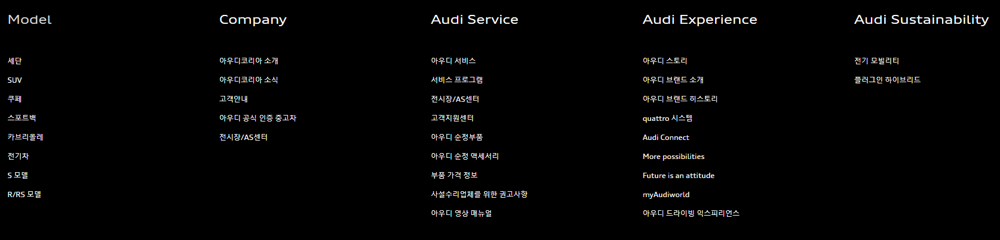 Model
세단
SUV
쿠페
스포트백
카브리올레
전기차
S 모델
R/RS 모델
Company
아우디코리아 소개
아우디코리아 소식
고객안내
아우디 공식 인증 중고차
전시장/AS센터
Audi Service
아우디 서비스
서비스 프로그램
전시장/AS센터
고객지원센터
아우디 순정부품
아우디 순정 액세서리
부품 가격 정보
사설수리업체를 위한 권고사항
아우디 영상 매뉴얼
Audi Experience
아우디 스토리
아우디 브랜드 소개
아우디 브랜드 히스토리
quattro 시스템
Audi Connect
More possibilities
Future is an attitude
myAudiworld
아우디 드라이빙 익스피리언스
Audi Sustainability
전기 모빌리티
플러그인 하이브리드